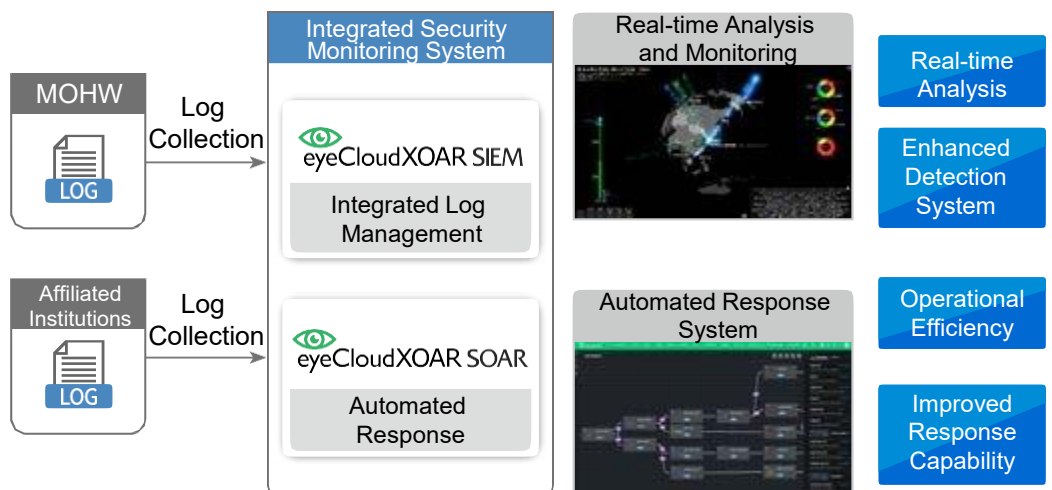 MOHW
LOG
Log
Collection
Affiliated
Institutions
LOG
Log
Collection
Integrated Security
Monitoring System
eyeCloudXOAR SIEM
Integrated Log
Management
eyeCloudXOAR SOAR
Automated
Response
Real-time Analysis
and Monitoring
Automated Response
System
Real-time
Analysis
Enhanced
Detection
System
Operational
Efficiency
Improved
Response
Capability